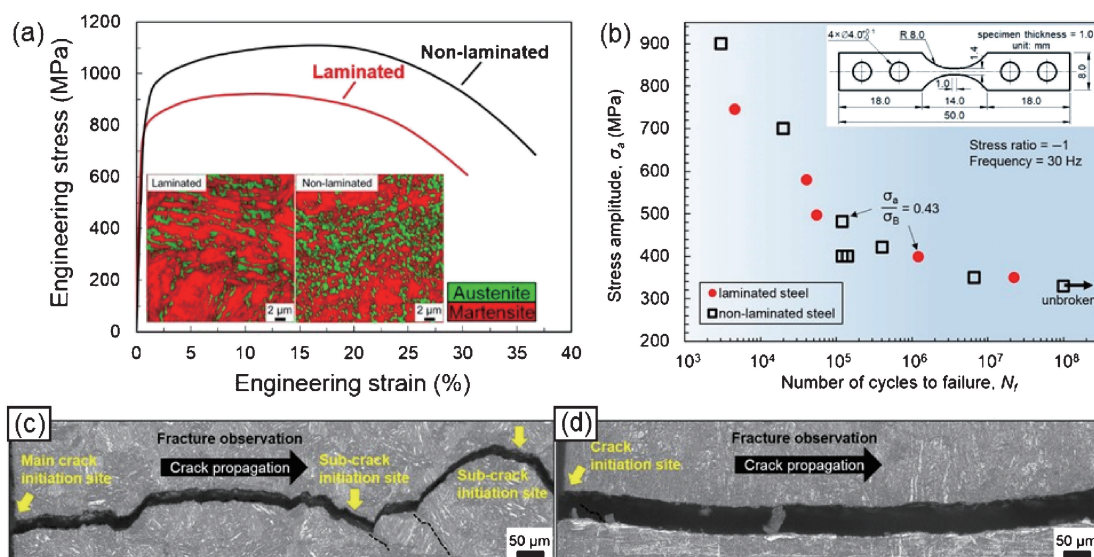 (a)
1200
1000
800
600
400
200
0
0 5 10 15 20 25 30 35 40
Engineering stress (MPa)
Engineering strain (%)
Non-laminated
Laminated
Laminated
Non-laminated
2 μm
2 μm
Austenite
Martensite
(b)
900
800
700
600
500
400
300
200
10³ 10⁴ 10⁵ 10⁶ 10⁷ 10⁸
Stress amplitude, σa (MPa)
Number of cycles to failure, Nf
R 8.0
1.4
specimen thickness = 1.0
unit: mm
8.0
1.0
18.0 14.0 18.0
50.0
Stress ratio = −1
Frequency = 30 Hz
σa
σB
= 0.43
laminated steel
non-laminated steel
unbroken
(c)
Fracture observation
Main crack
initiation site
Crack propagation
Sub-crack
initiation site
Sub-crack
initiation site
50 μm
(d)
Crack
initiation site
Fracture observation
Crack propagation
50 μm